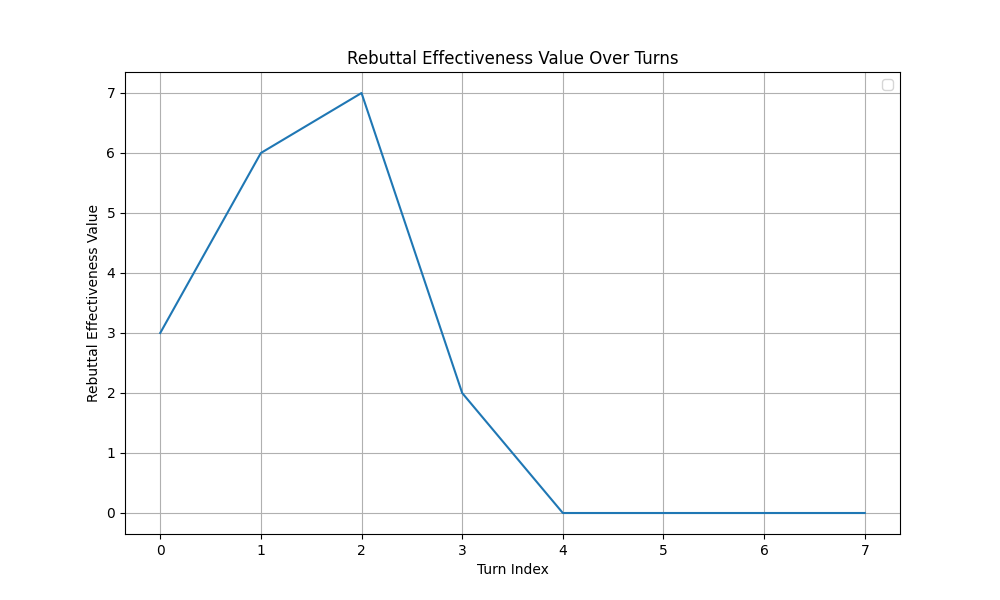 Rebuttal Effectiveness Value Over Turns
Rebuttal Effectiveness Value
7
6
5
4
3
2
1
0
0 1 2 3 4 5 6 7
Turn Index